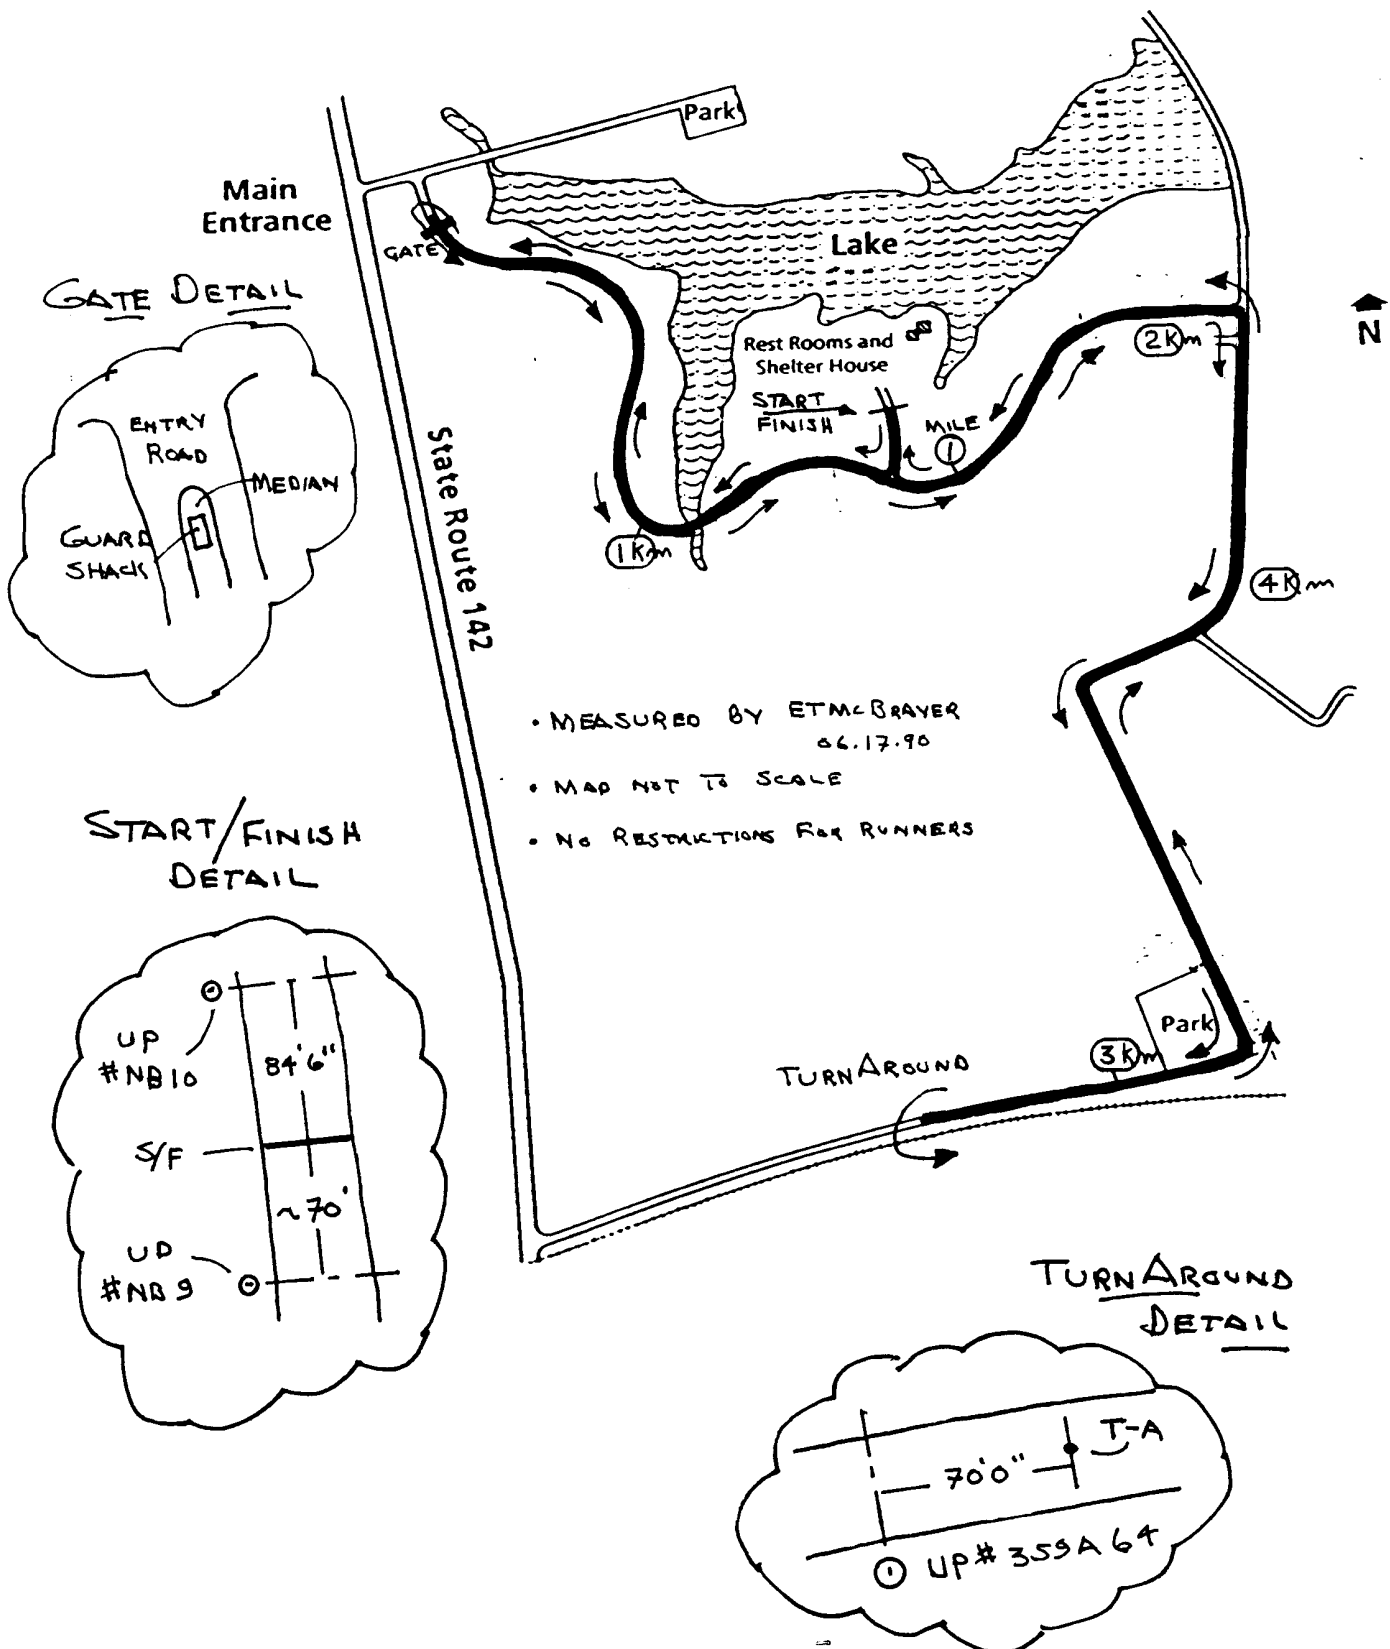 Park
Main
Entrance
GATE
Lake
GATE DETAIL
N
2Km
Rest Rooms and
Shelter House
START
FINISH
MILE
1
ENTRY
ROAD
MEDIAN
GUARD
SHACK
State Route 142
1Km
4Km
• MEASURED BY ETMCBRAYER
06.17.90
• MAP NOT TO SCALE
• NO RESTRICTIONS FOR RUNNERS
START/FINISH
DETAIL
UP
#NB10
84'6"
S/F
~70'
UP
#NB9
Park
3Km
TURNAROUND
TURNAROUND
DETAIL
T-A
70'0"
UP# 359A64